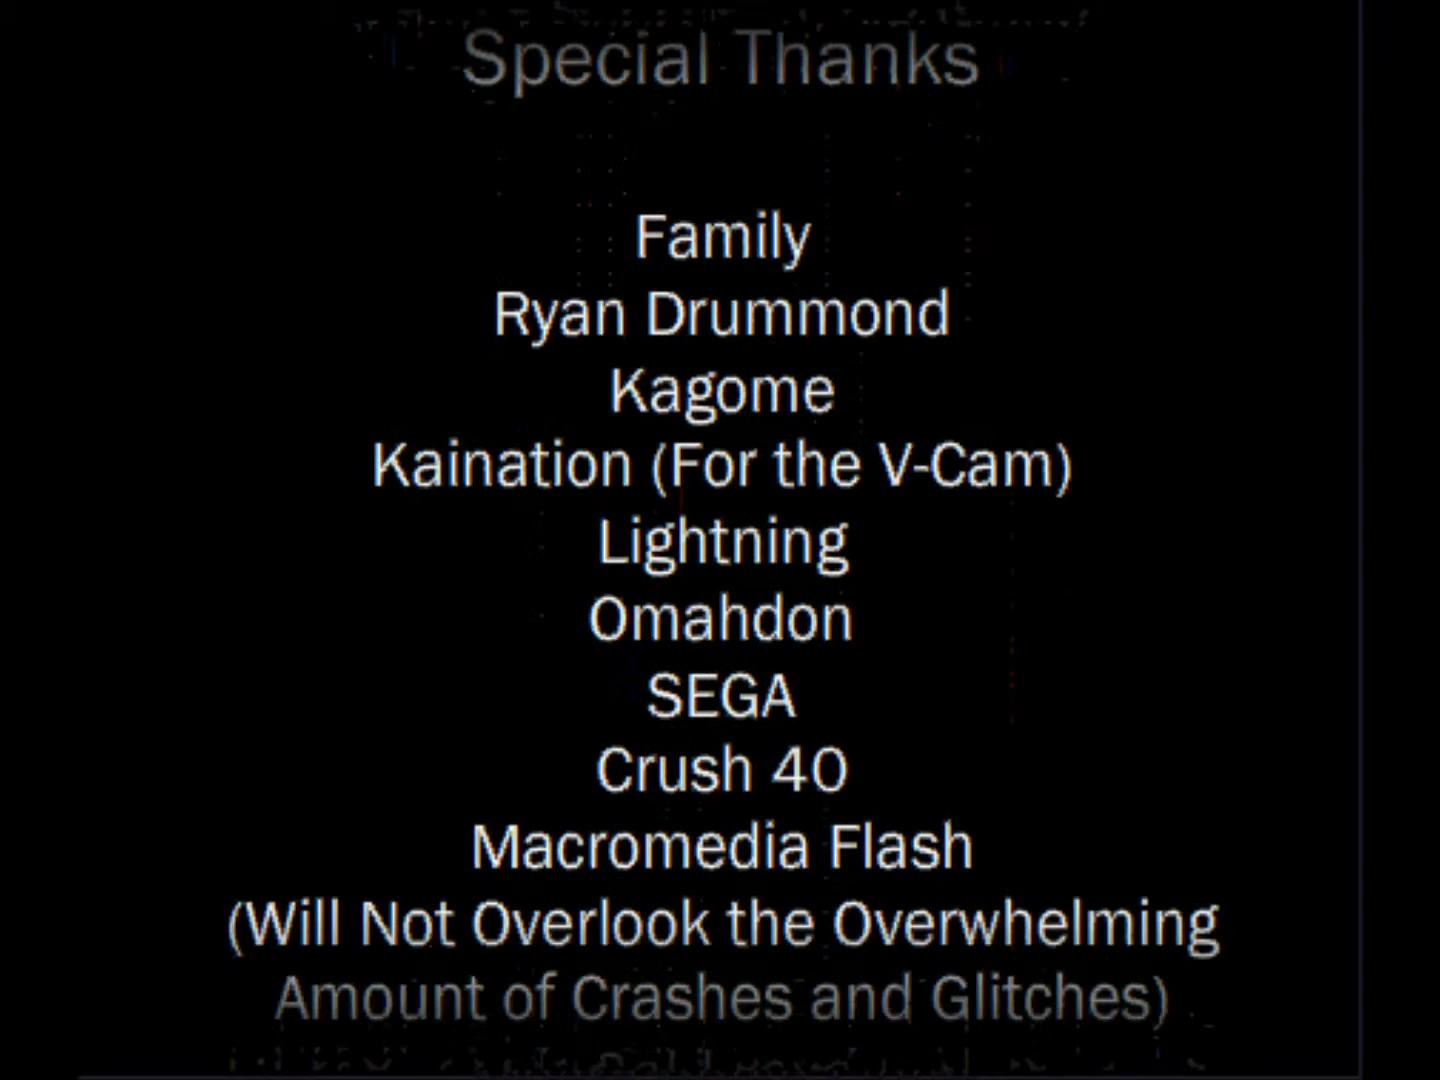 Special Thanks
Family
Ryan Drummond
Kagome
Kaination (For the V-Cam)
Lightning
Omahdon
SEGA
Crush 40
Macromedia Flash
(Will Not Overlook the Overwhelming
Amount of Crashes and Glitches)